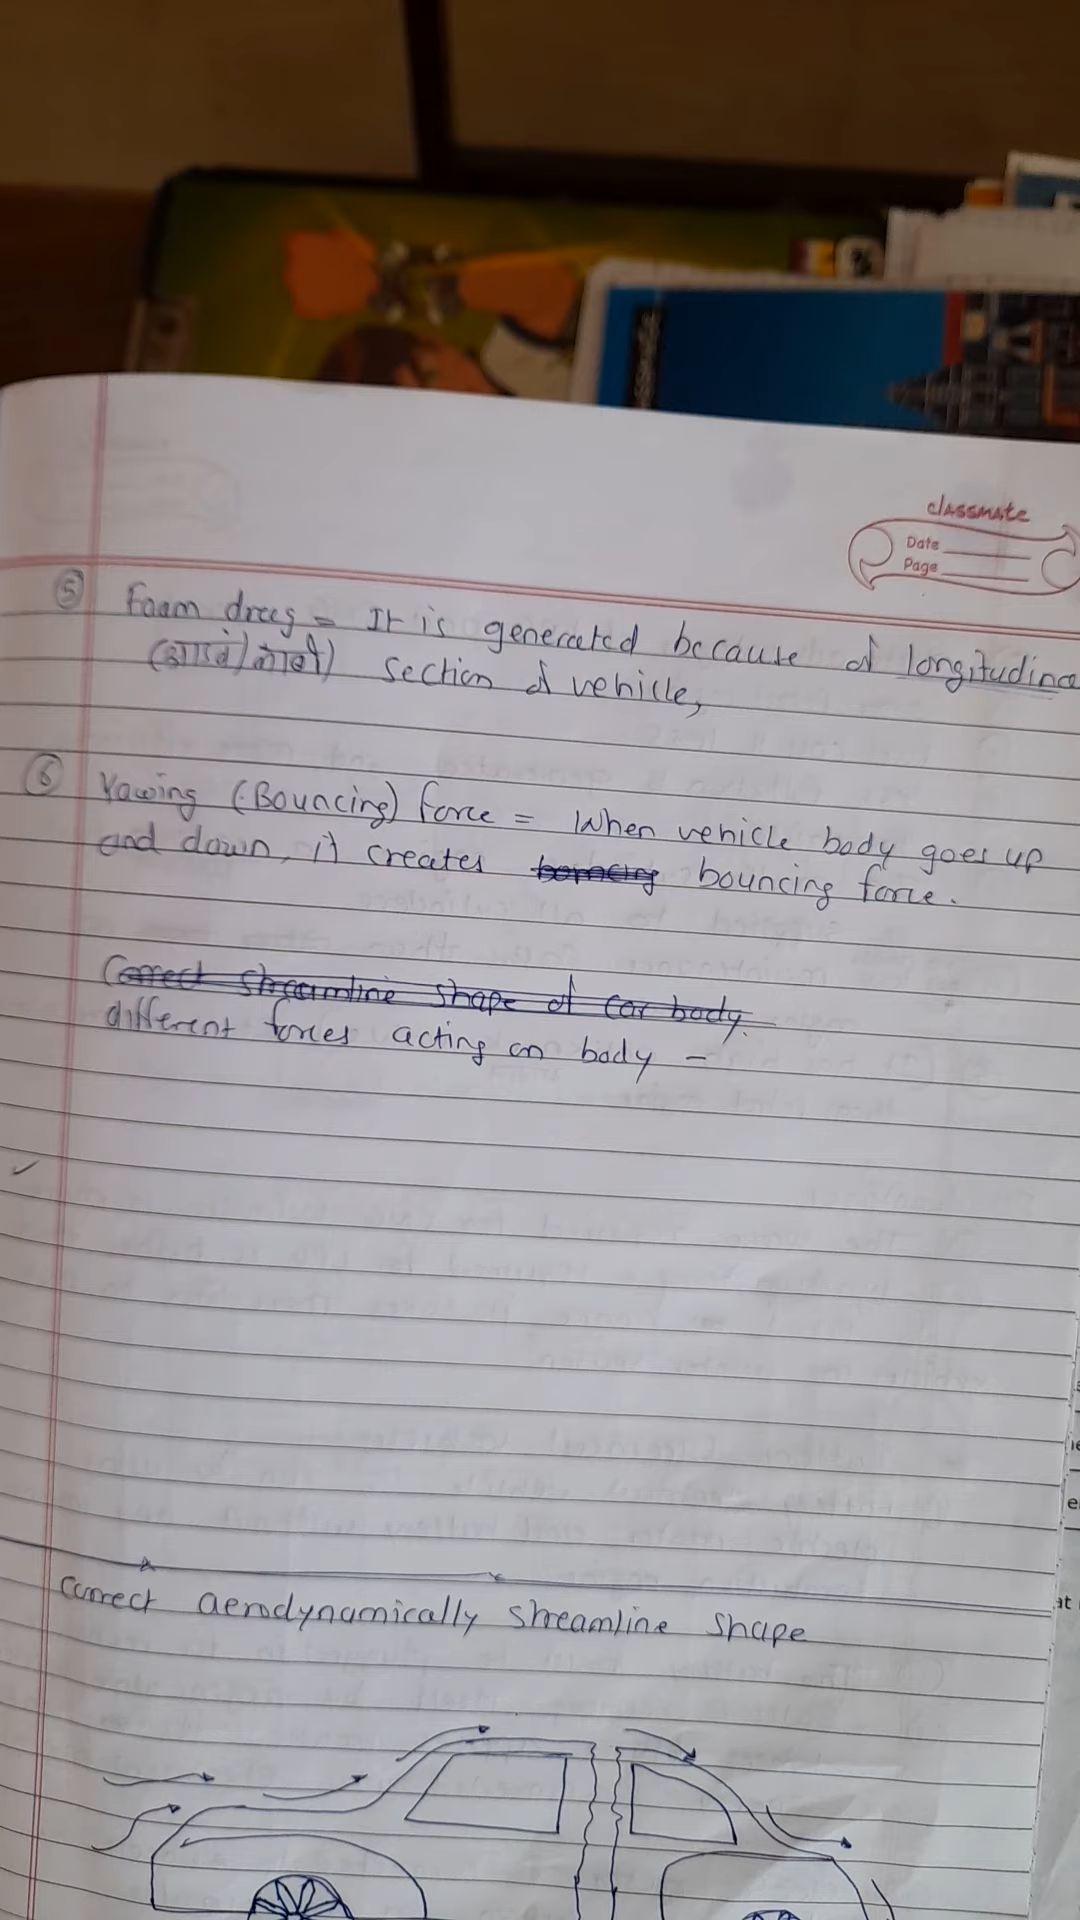 classmate
Date
Page
⑤ Foam drag = It is generated because of longitudina
section of vehicle,
⑥ Yawing (Bouncing) force = When vehicle body goes up
and down, it creates bouncing force.
Correct streamline shape of car body.
different forces acting on body -
Correct aerodynamically streamline shape